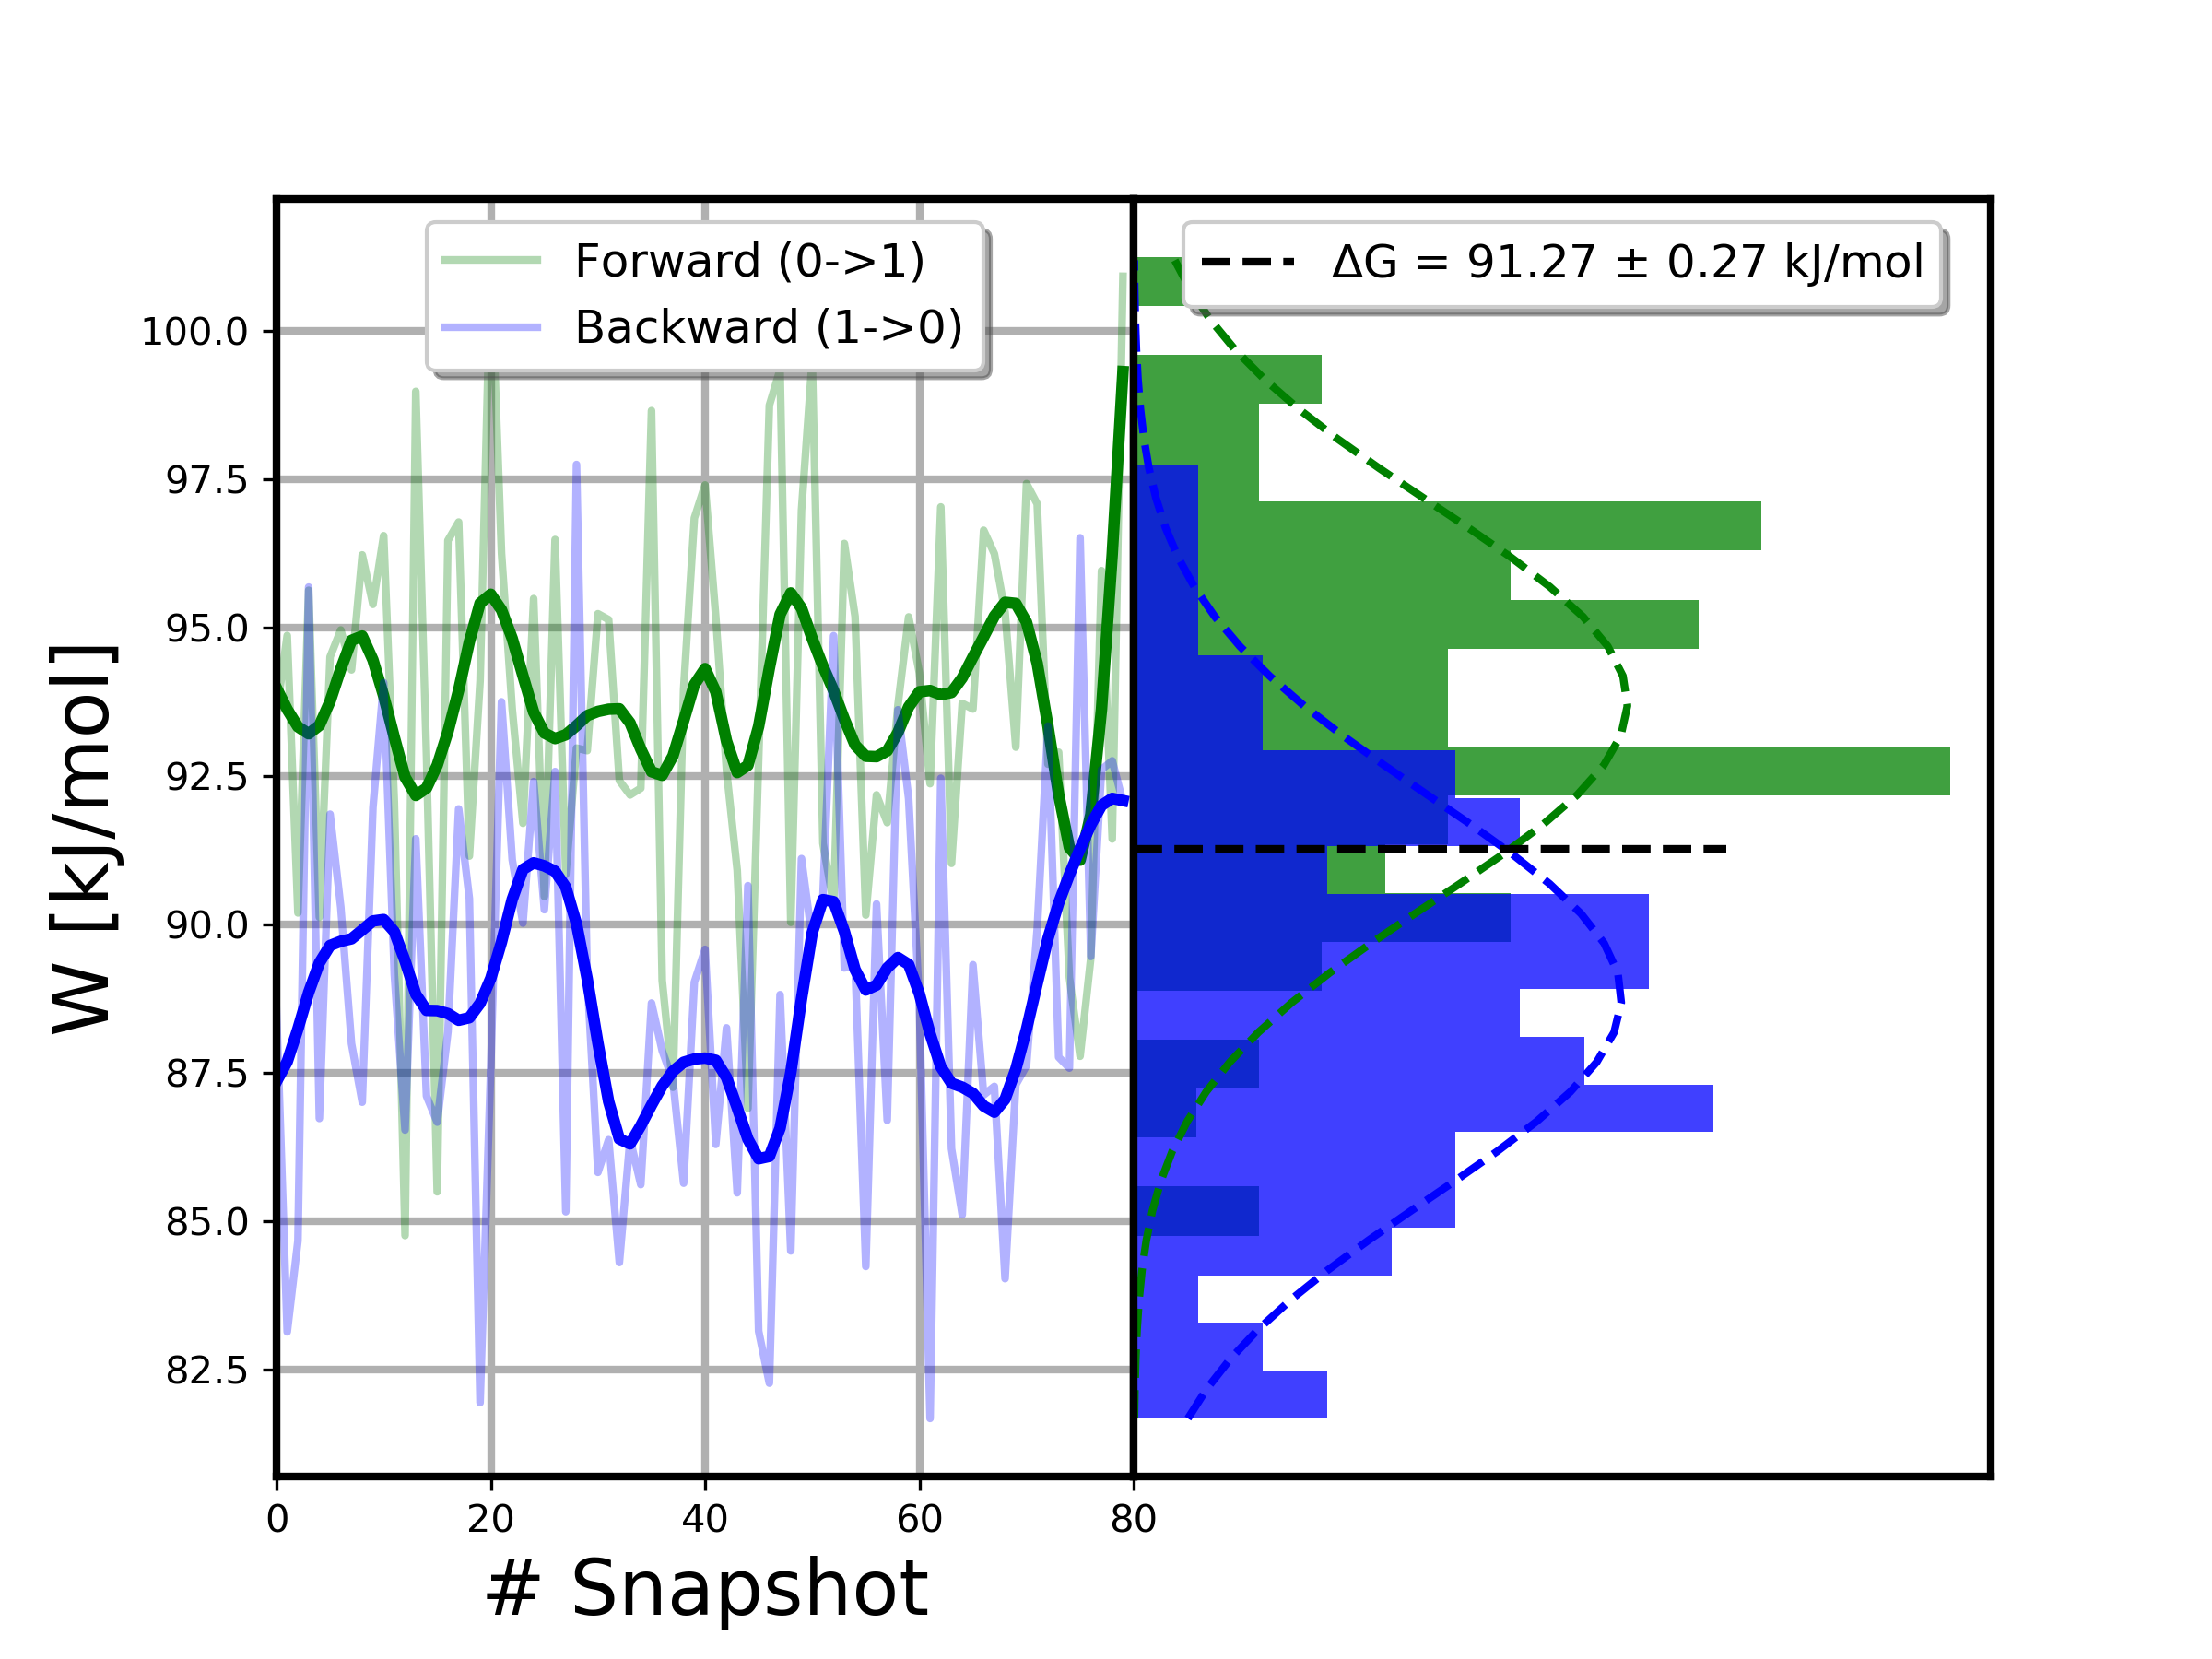 Forward (0->1)
Backward (1->0)
ΔG = 91.27 ± 0.27 kJ/mol
100.0
97.5
95.0
92.5
90.0
87.5
85.0
82.5
W [kJ/mol]
0 20 40 60 80
# Snapshot